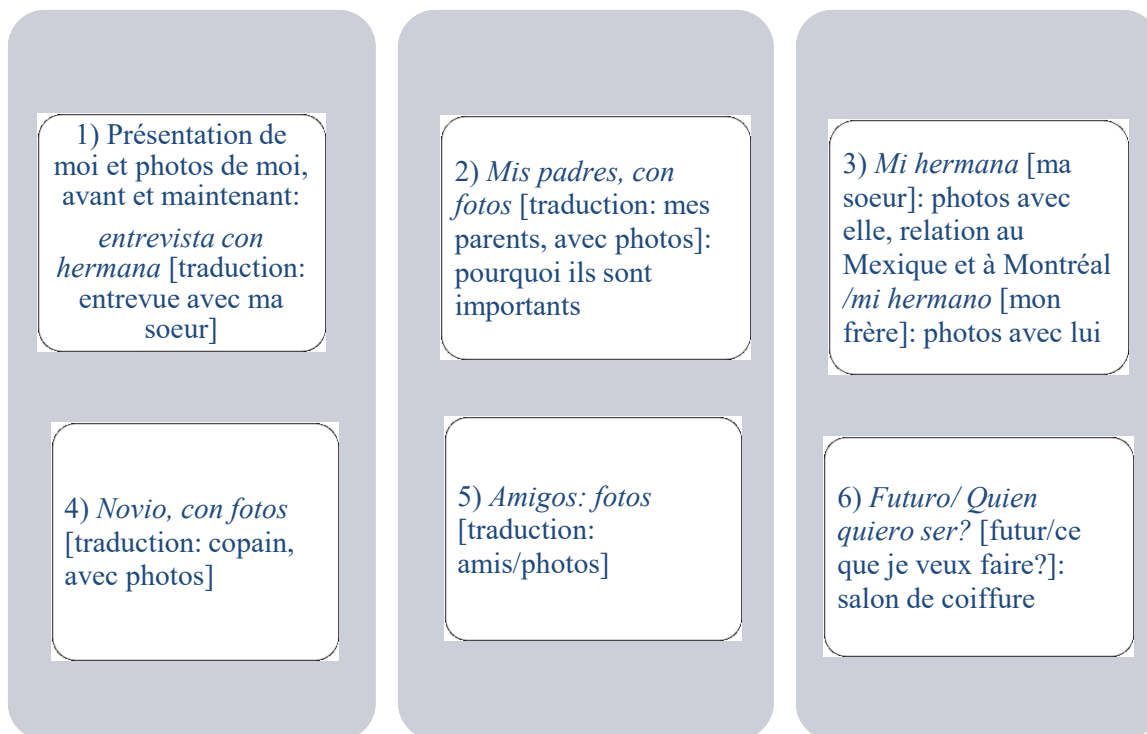 1) Présentation de
moi et photos de moi,
avant et maintenant:
entrevista con
hermana [traduction:
entrevue avec ma
soeur]
2) Mis padres, con
fotos [traduction: mes
parents, avec photos]:
pourquoi ils sont
importants
3) Mi hermana [ma
soeur]: photos avec
elle, relation au
Mexique et à Montréal
/mi hermano [mon
frère]: photos avec lui
4) Novio, con fotos
[traduction: copain,
avec photos]
5) Amigos: fotos
[traduction:
amis/photos]
6) Futuro/ Quien
quiero ser? [futur/ce
que je veux faire?]:
salon de coiffure